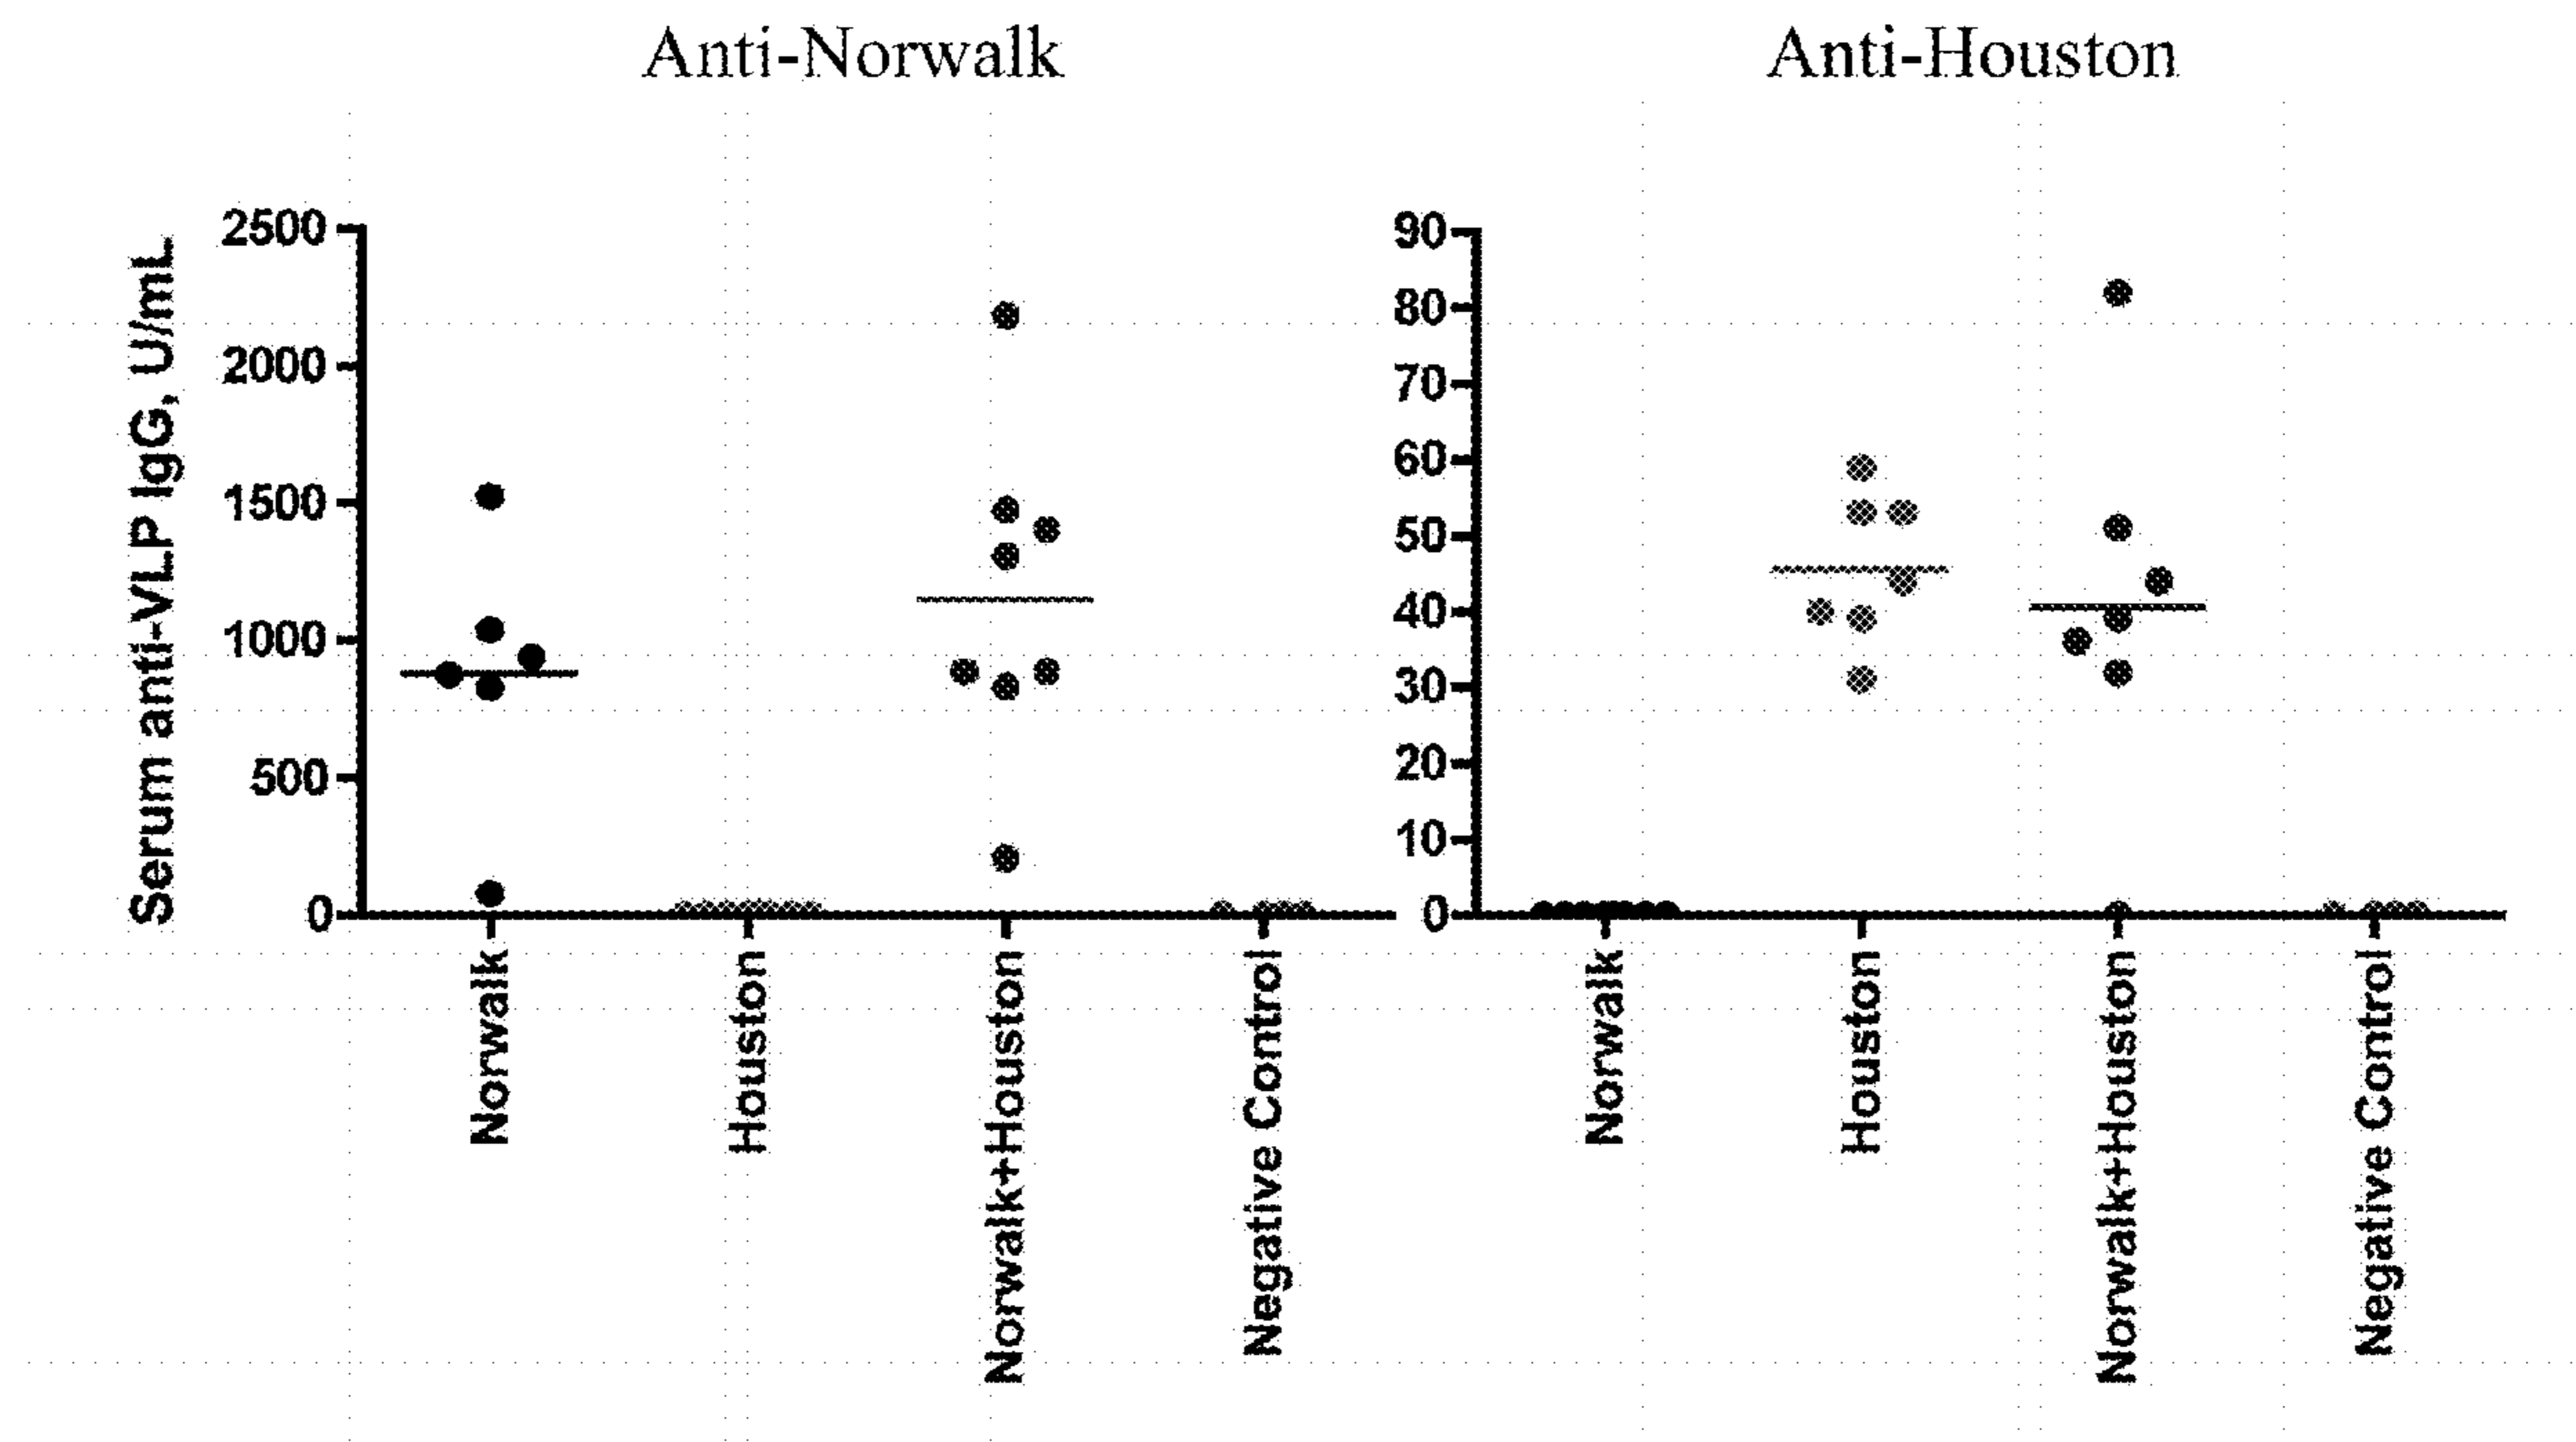 Anti-Norwalk
Anti-Houston
Serum anti-VLP IgG, U/mL
2500
2000
1500
1000
500
0
Norwalk
Houston
Norwalk+Houston
Negative Control
90
80
70
60
50
40
30
20
10
0
Norwalk
Houston
Norwalk+Houston
Negative Control